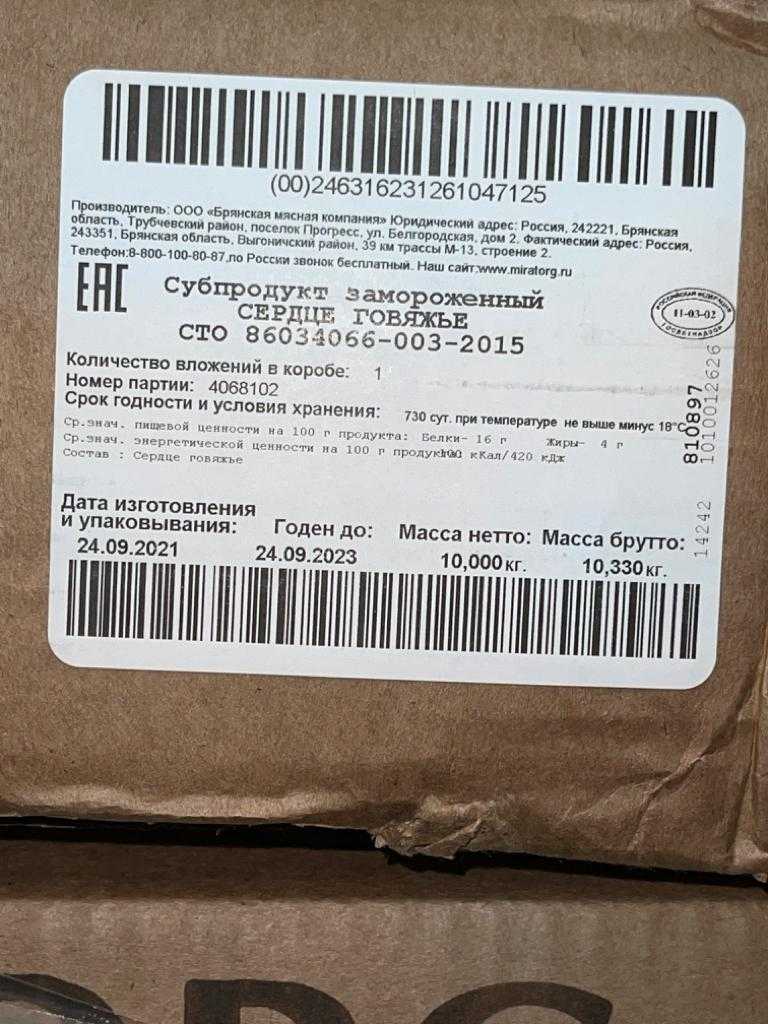 (00)246316231261047125
Производитель: ООО «Брянская мясная компания» Юридический адрес: Россия, 242221, Брянская
область, Трубчевский район, поселок Прогресс, ул. Белгородская, дом 2. Фактический адрес: Россия,
243351, Брянская область, Выгоничский район, 39 км трассы М-13, строение 2.
Телефон:8-800-100-80-87,по России звонок бесплатный. Наш сайт:www.miratorg.ru
ЕАС
Субпродукт замороженный
СЕРДЦЕ ГОВЯЖЬЕ
СТО 86034066-003-2015
РОССИЙСКАЯ ФЕДЕРАЦИЯ
11-03-02
ГОСВЕТНАДЗОР
Количество вложений в коробе: 1
Номер партии: 4068102
Срок годности и условия хранения: 730 сут. при температуре не выше минус 18°С
Ср.знач. пищевой ценности на 100 г продукта: Белки- 16 г Жиры- 4 г
Ср.знач. энергетической ценности на 100 г продукта 100 кКал/420 кДж
Состав : Сердце говяжье
810897
1010012626
14242
Дата изготовления
и упаковывания: Годен до: Масса нетто: Масса брутто:
24.09.2021 24.09.2023 10,000кг. 10,330кг.